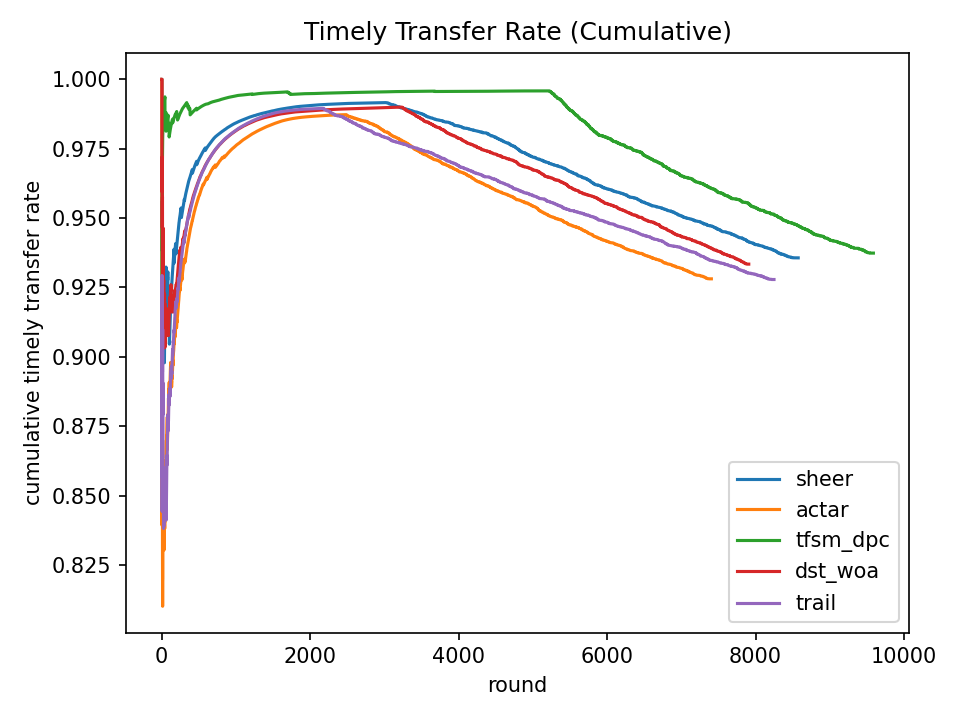 Timely Transfer Rate (Cumulative)
cumulative timely transfer rate
1.000
0.975
0.950
0.925
0.900
0.875
0.850
0.825
sheer
actar
tfsm_dpc
dst_woa
trail
0 2000 4000 6000 8000 10000
round